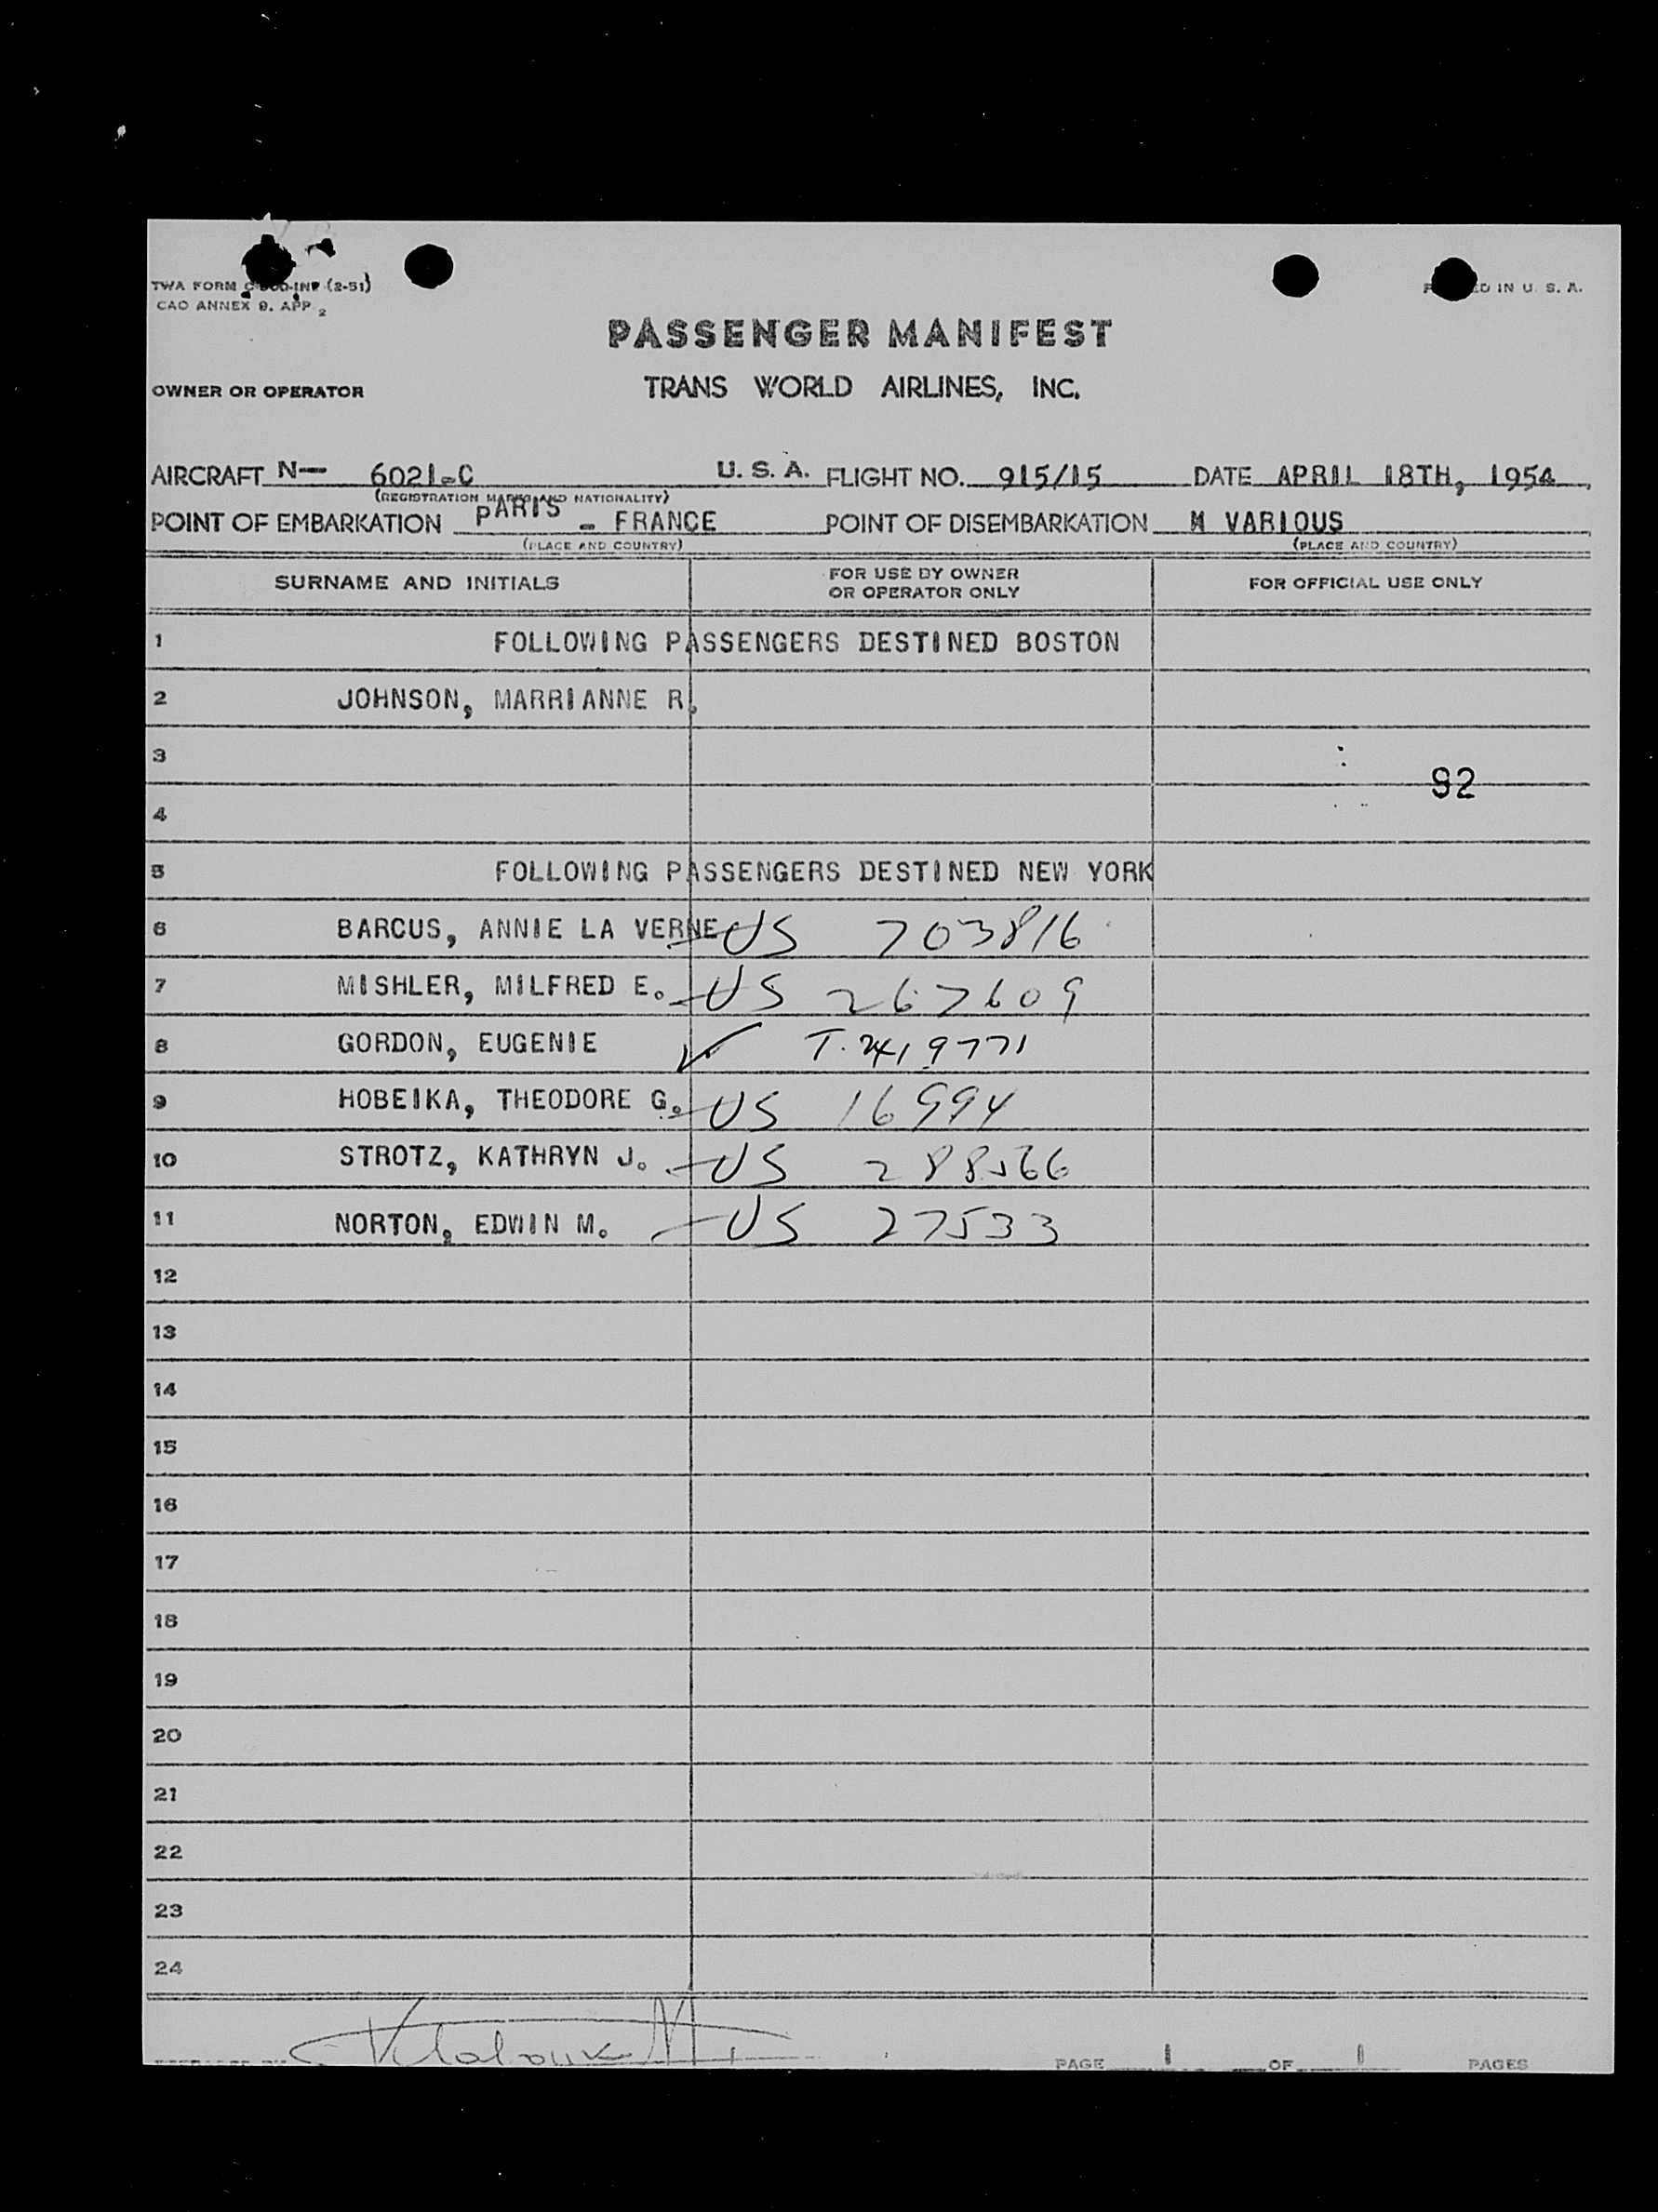 TWA FORM (2-51)
CAO ANNEX 9, APP 2
IN U. S. A.
PASSENGER MANIFEST
OWNER OR OPERATOR TRANS WORLD AIRLINES, INC.
AIRCRAFT N— 6021-C U. S. A. FLIGHT NO. 915/15 DATE APRIL 18TH, 1954
(REGISTRATION MARKS AND NATIONALITY)
POINT OF EMBARKATION PARIS - FRANCE POINT OF DISEMBARKATION VARIOUS
(PLACE AND COUNTRY) (PLACE AND COUNTRY)
SURNAME AND INITIALS FOR USE BY OWNER OR OPERATOR ONLY FOR OFFICIAL USE ONLY
1 FOLLOWING PASSENGERS DESTINED BOSTON
2 JOHNSON, MARRIANNE R.
3
92
4
5 FOLLOWING PASSENGERS DESTINED NEW YORK
6 BARCUS, ANNIE LA VERNE US 703816
7 MISHLER, MILFRED E. US 267609
8 GORDON, EUGENIE ✓
9 HOBEIKA, THEODORE G. US 16994
10 STROTZ, KATHRYN J. US 288566
11 NORTON, EDWIN M. US 27533
12
13
14
15
16
17
18
19
20
21
22
23
24
PAGE 1 OF 1 PAGES